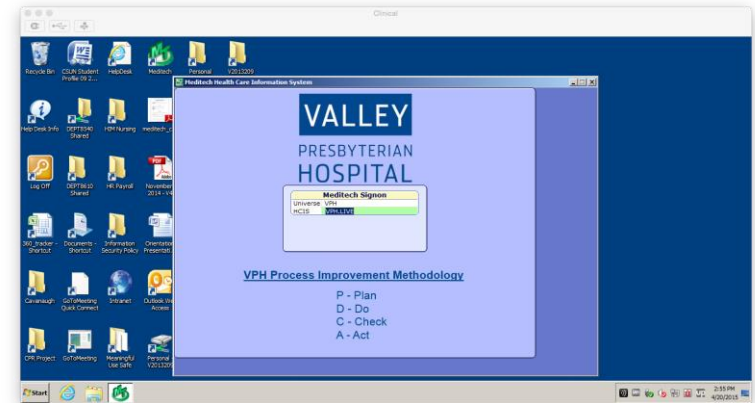 Clinical
Recycle Bin
CSUN Student Profile 09 2...
HelpDesk
Meditech
Personal
V2013209
Meditech Health Care Information System
VALLEY
PRESBYTERIAN
HOSPITAL
Meditech Signon
Universe VPH
HCIS VPH.LIVE
VPH Process Improvement Methodology
P - Plan
D - Do
C - Check
A - Act
Help Desk Info
DEPT8340 Shared
HIM Nursing
Log Off
DEPT8610 Shared
HR Payroll
November 2014 - V4
360_tracker - Shortcut
Documents - Shortcut
Information Security Policy
Orientation Presentati...
Cavanaugh
GoToMeeting Quick Connect
Intranet
Outlook Web Access
CPR Project
GoToMeeting
Meaningful Use Safe
Personal V2013209
Start
2:55 PM
4/20/2015